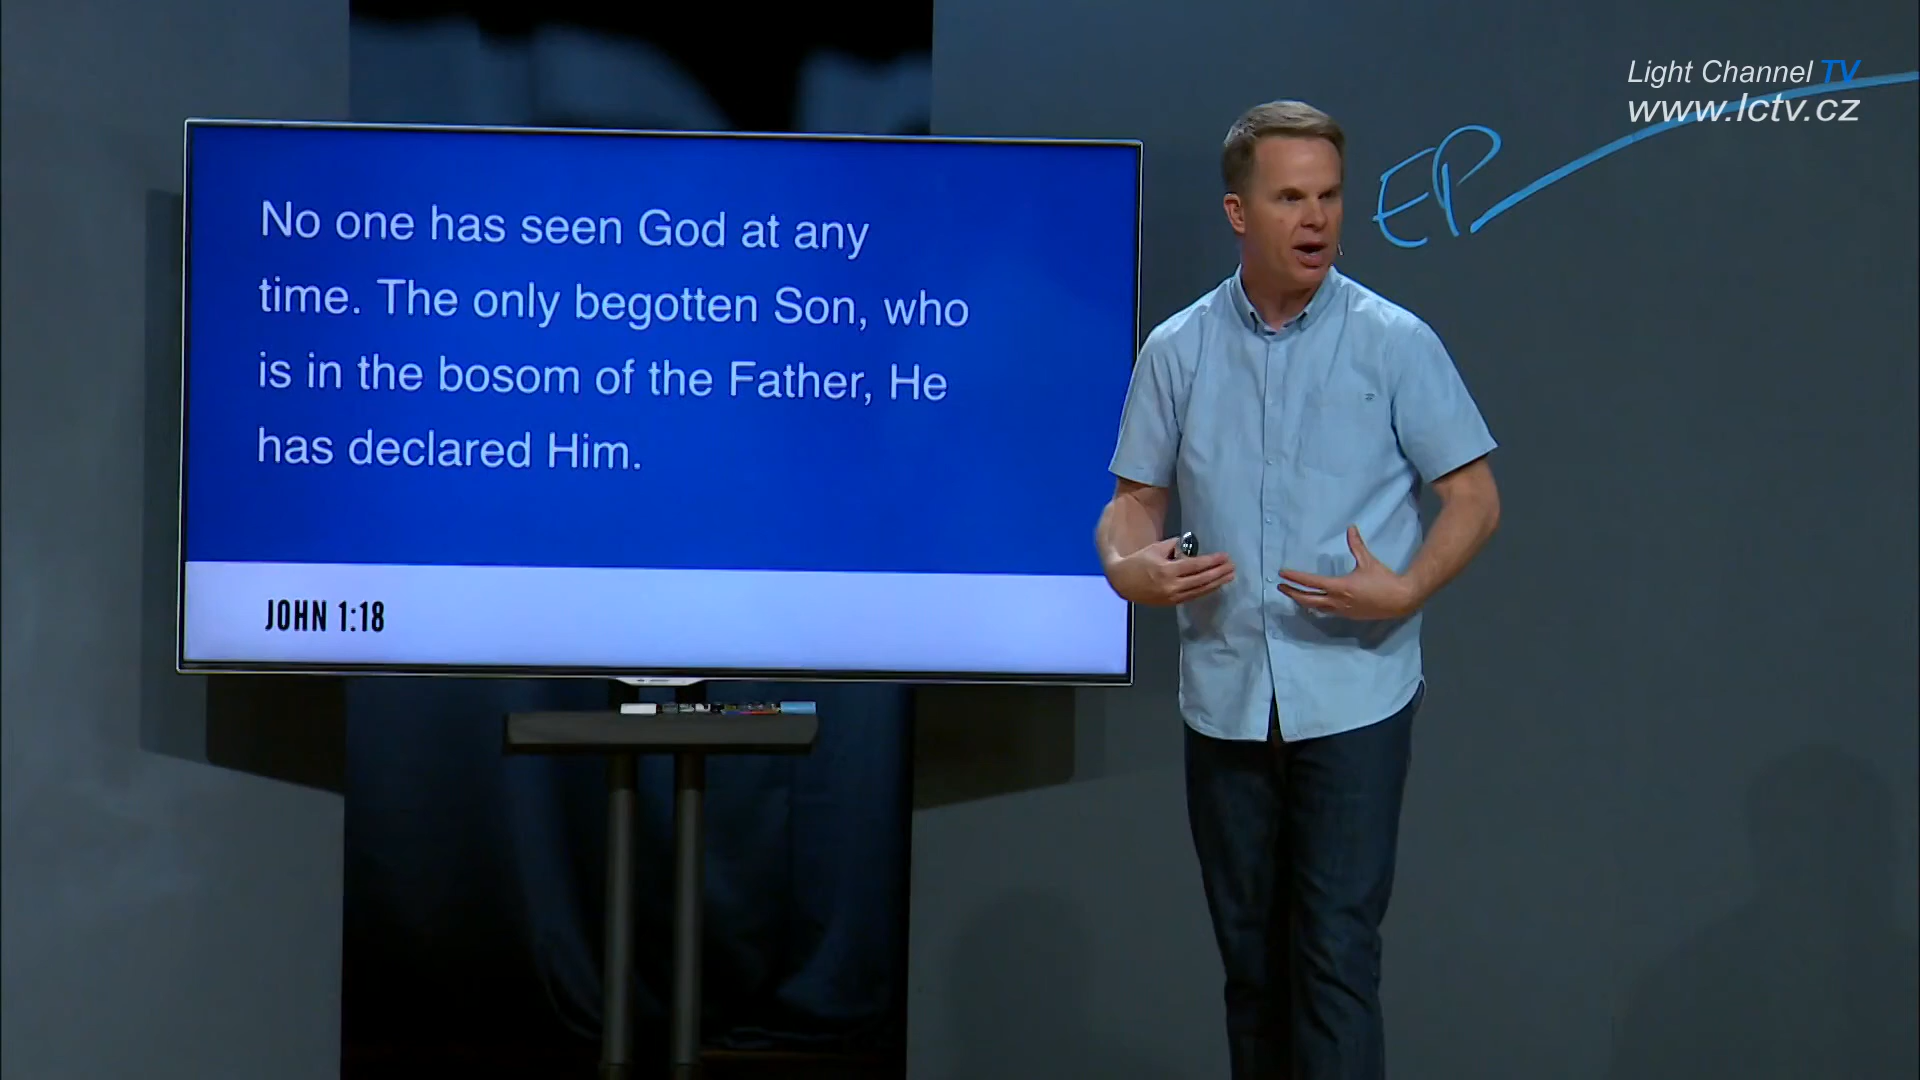 Light Channel TV
www.lctv.cz
EP
No one has seen God at any
time. The only begotten Son, who
is in the bosom of the Father, He
has declared Him.
JOHN 1:18